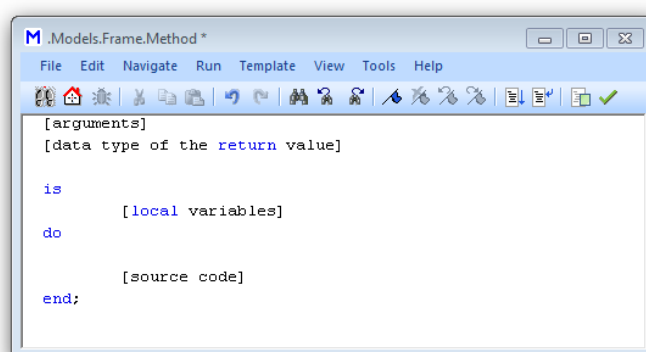 M .Models.Frame.Method *
File Edit Navigate Run Template View Tools Help
[arguments]
[data type of the return value]
is
[local variables]
do
[source code]
end;